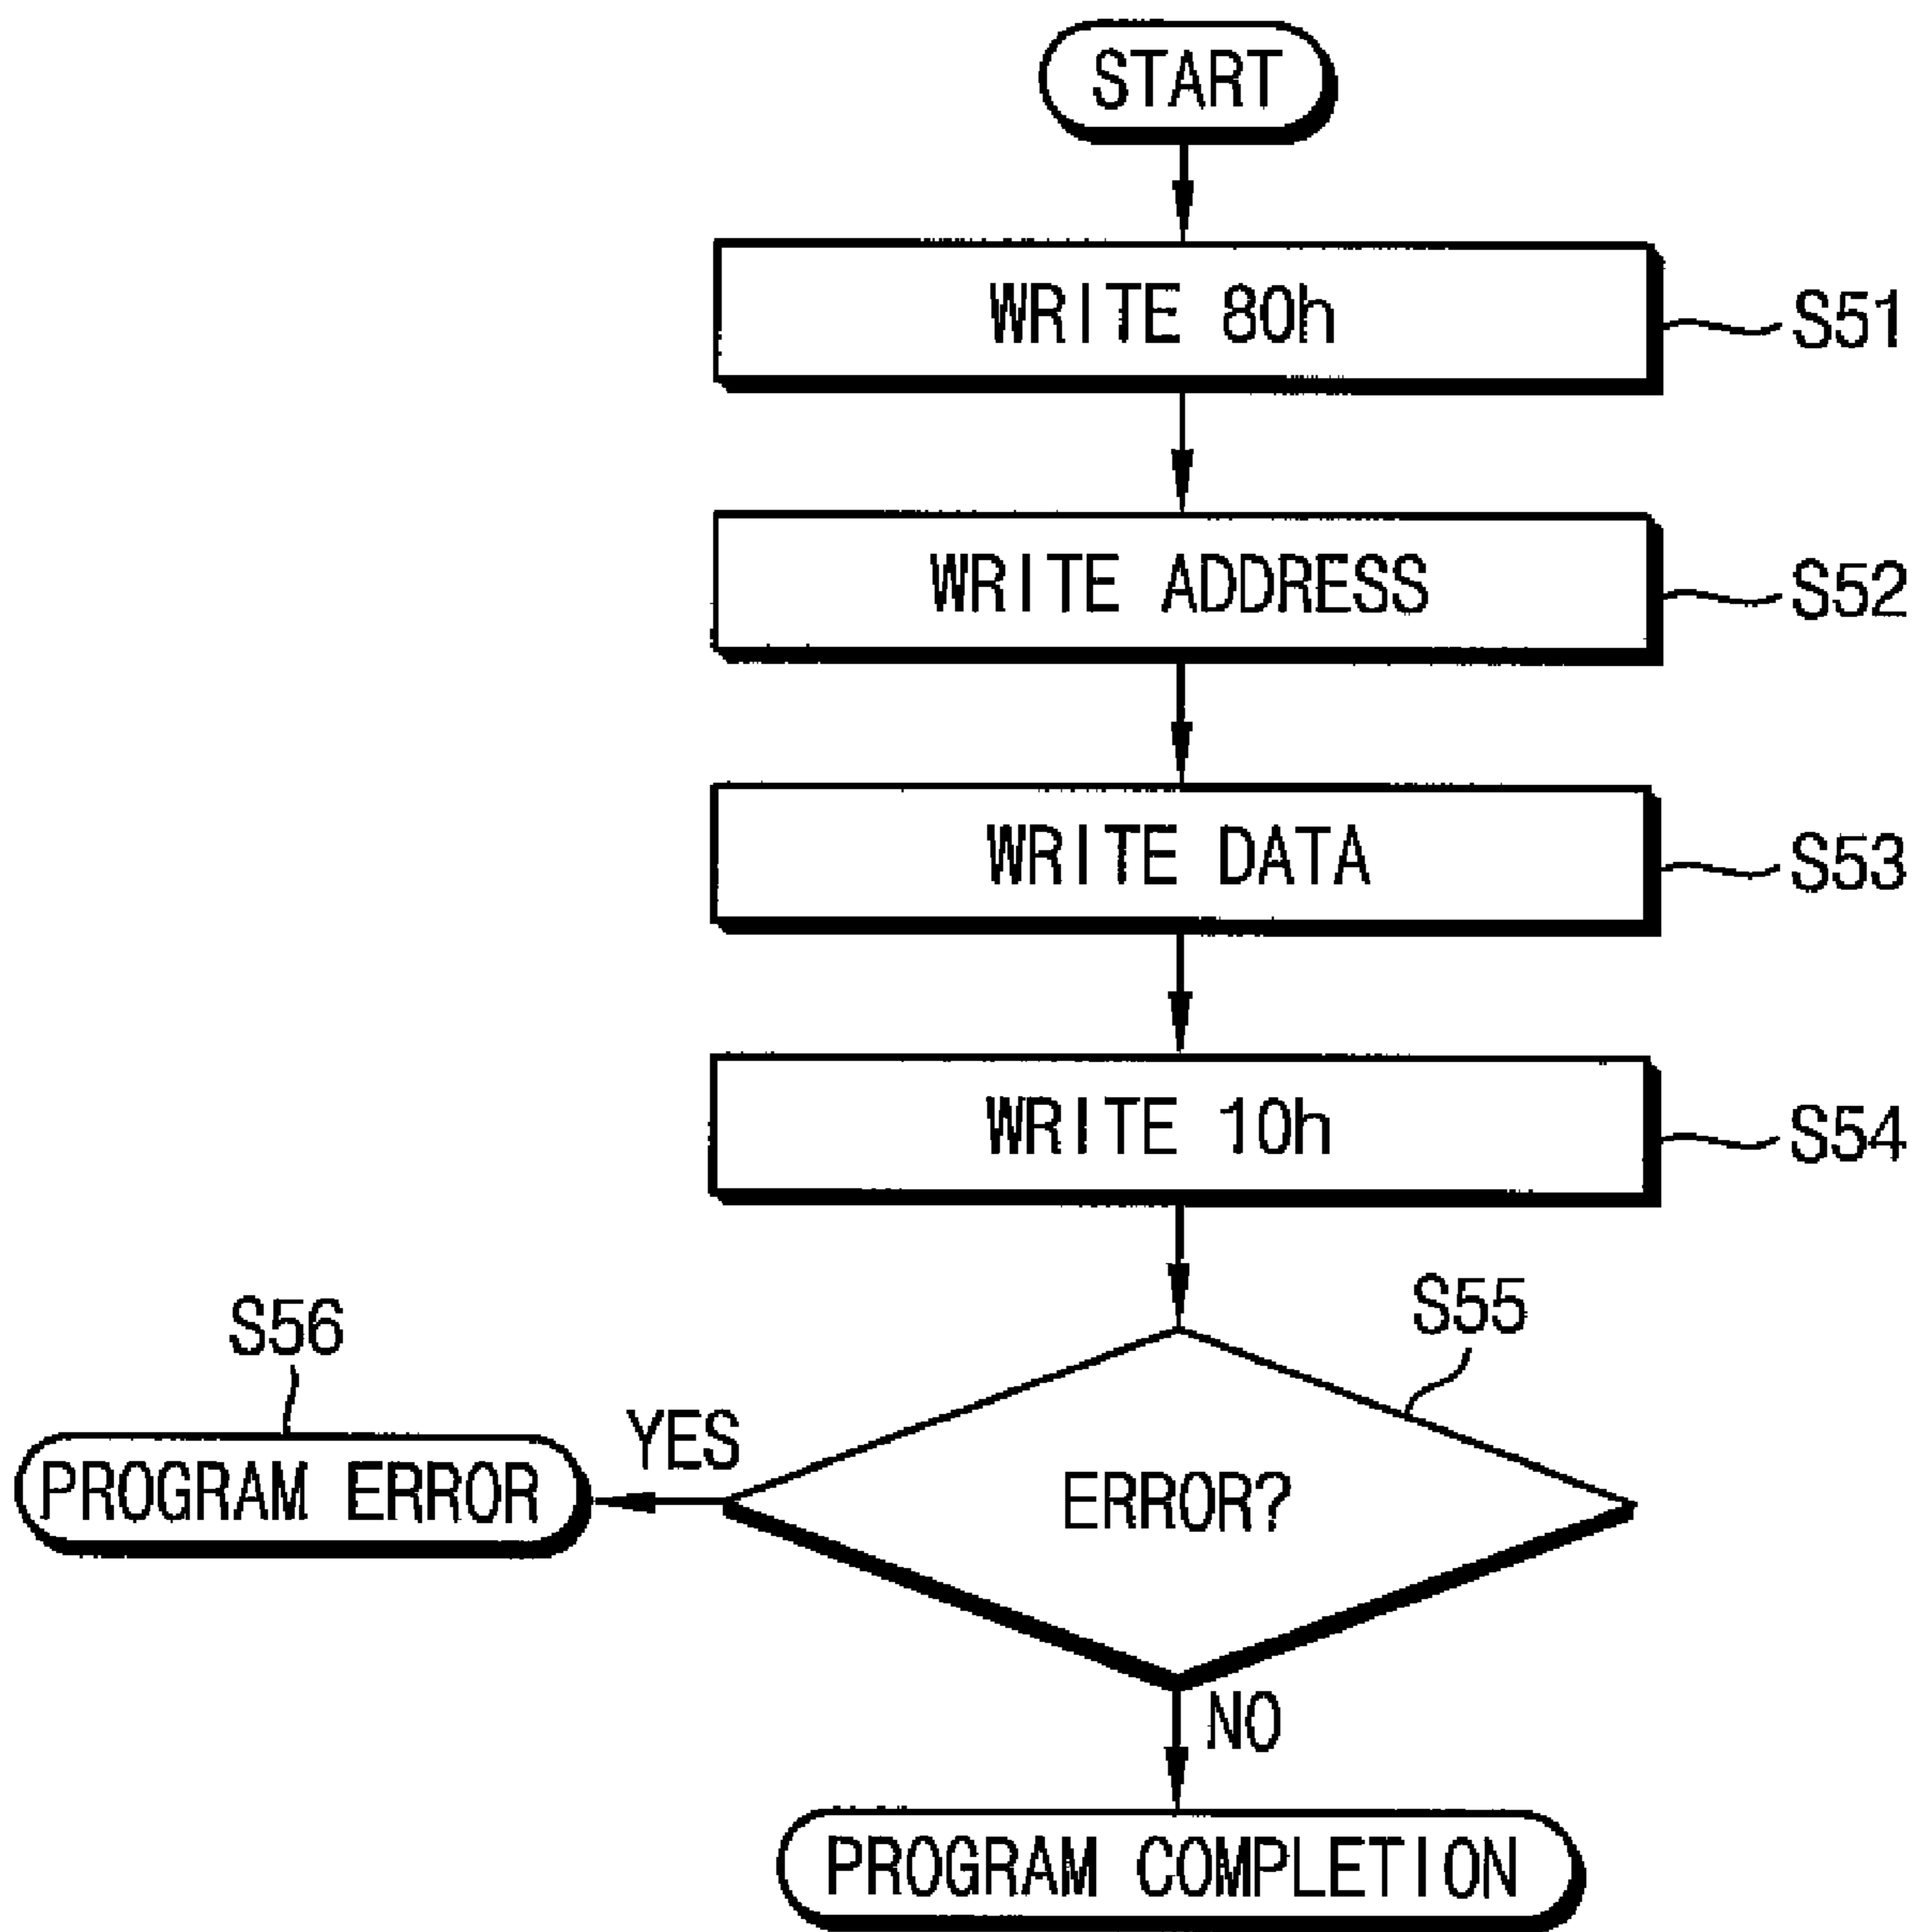 START
WRITE 80h
S51
WRITE ADDRESS
S52
WRITE DATA
S53
WRITE 10h
S54
S55
S56
YES
ERROR?
PROGRAM ERROR
NO
PROGRAM COMPLETION